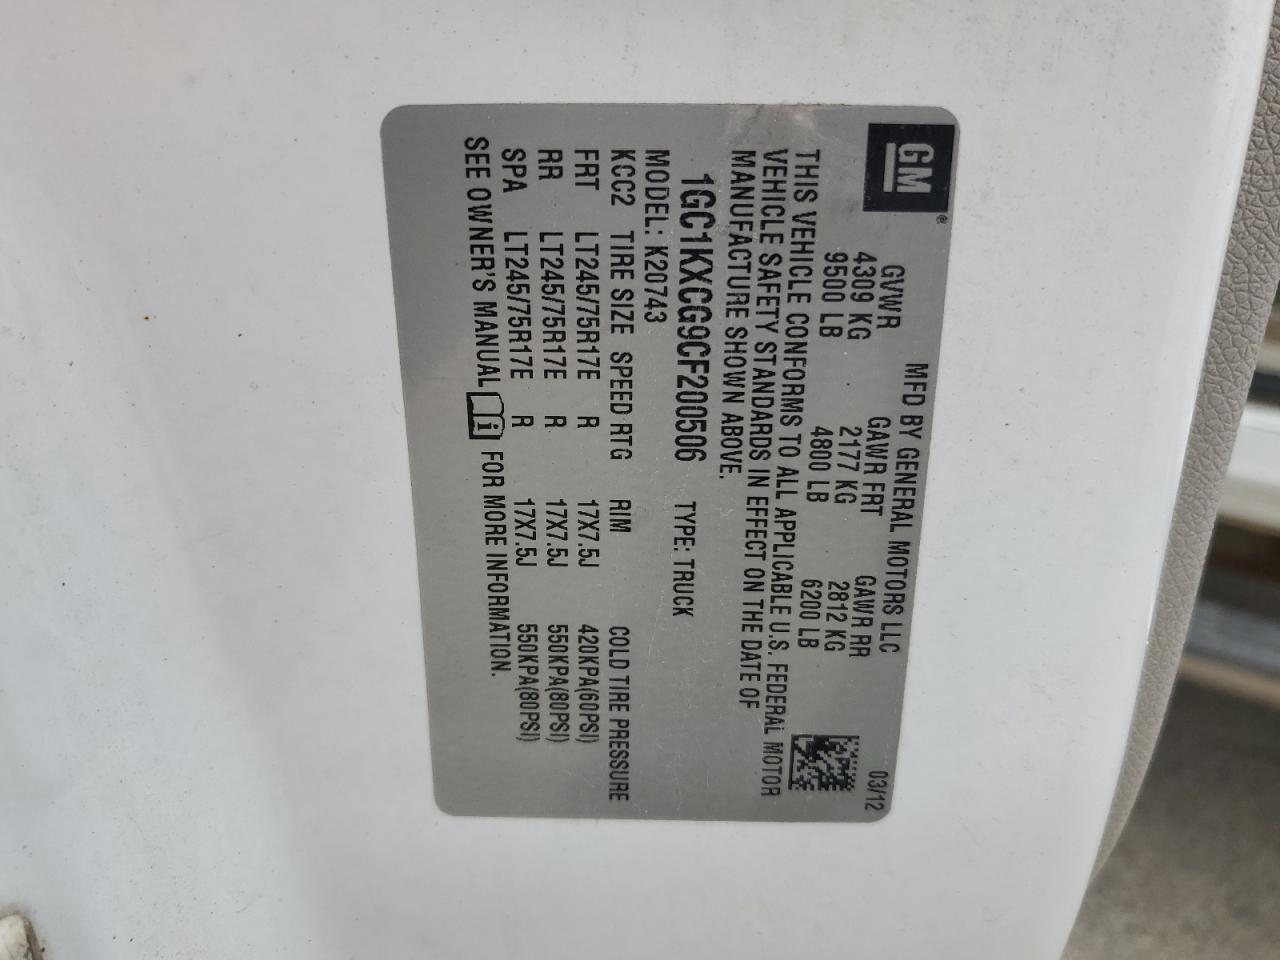 GM®
MFD BY GENERAL MOTORS LLC 03/12
GVWR GAWR FRT GAWR RR
4309 KG 2177 KG 2812 KG
9500 LB 4800 LB 6200 LB
THIS VEHICLE CONFORMS TO ALL APPLICABLE U.S. FEDERAL MOTOR
VEHICLE SAFETY STANDARDS IN EFFECT ON THE DATE OF
MANUFACTURE SHOWN ABOVE.
1GC1KXCG9CF200506 TYPE: TRUCK
MODEL: K20743
KCC2 TIRE SIZE SPEED RTG RIM COLD TIRE PRESSURE
FRT LT245/75R17E R 17X7.5J 420KPA(60PSI)
RR LT245/75R17E R 17X7.5J 550KPA(80PSI)
SPA LT245/75R17E R 17X7.5J 550KPA(80PSI)
SEE OWNER'S MANUAL i FOR MORE INFORMATION.